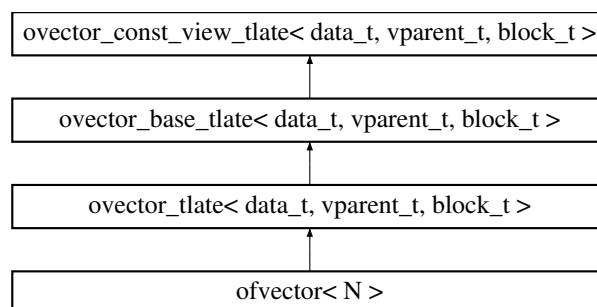 ovector_const_view_tlate< data_t, vparent_t, block_t >
ovector_base_tlate< data_t, vparent_t, block_t >
ovector_tlate< data_t, vparent_t, block_t >
ofvector< N >